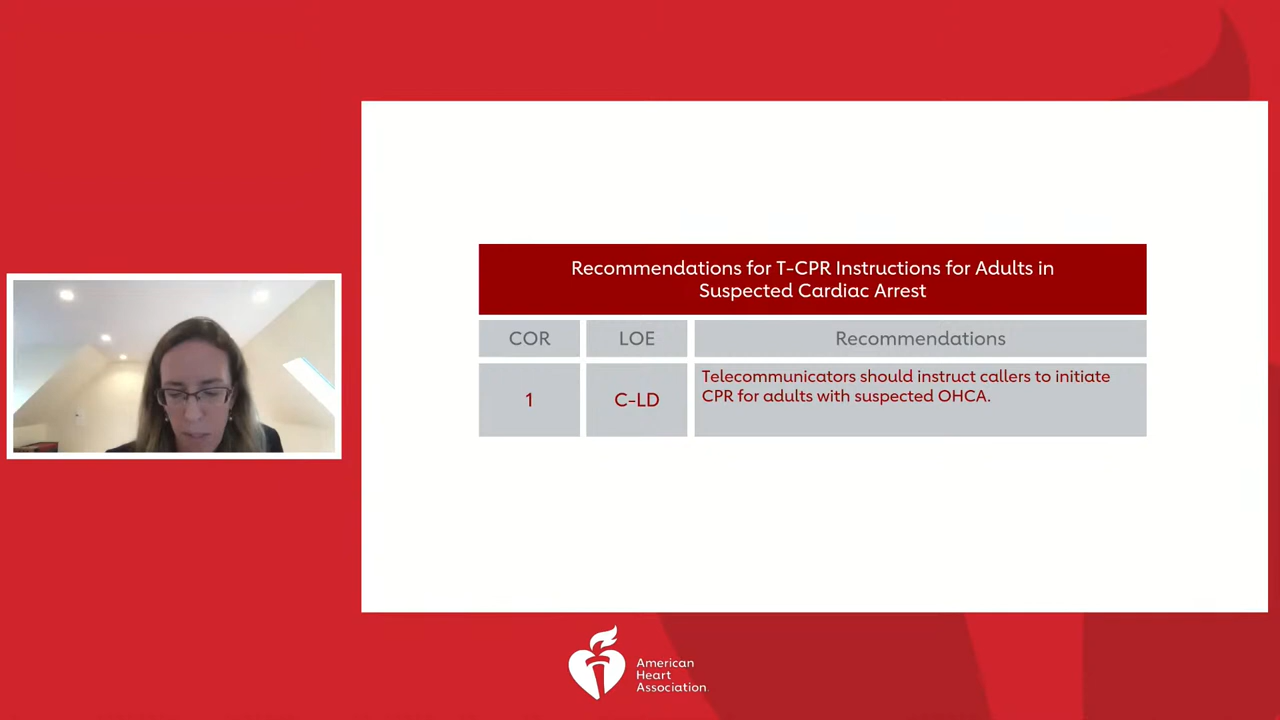 Recommendations for T-CPR Instructions for Adults in
Suspected Cardiac Arrest
COR
LOE
Recommendations
1
C-LD
Telecommunicators should instruct callers to initiate
CPR for adults with suspected OHCA.
American
Heart
Association.